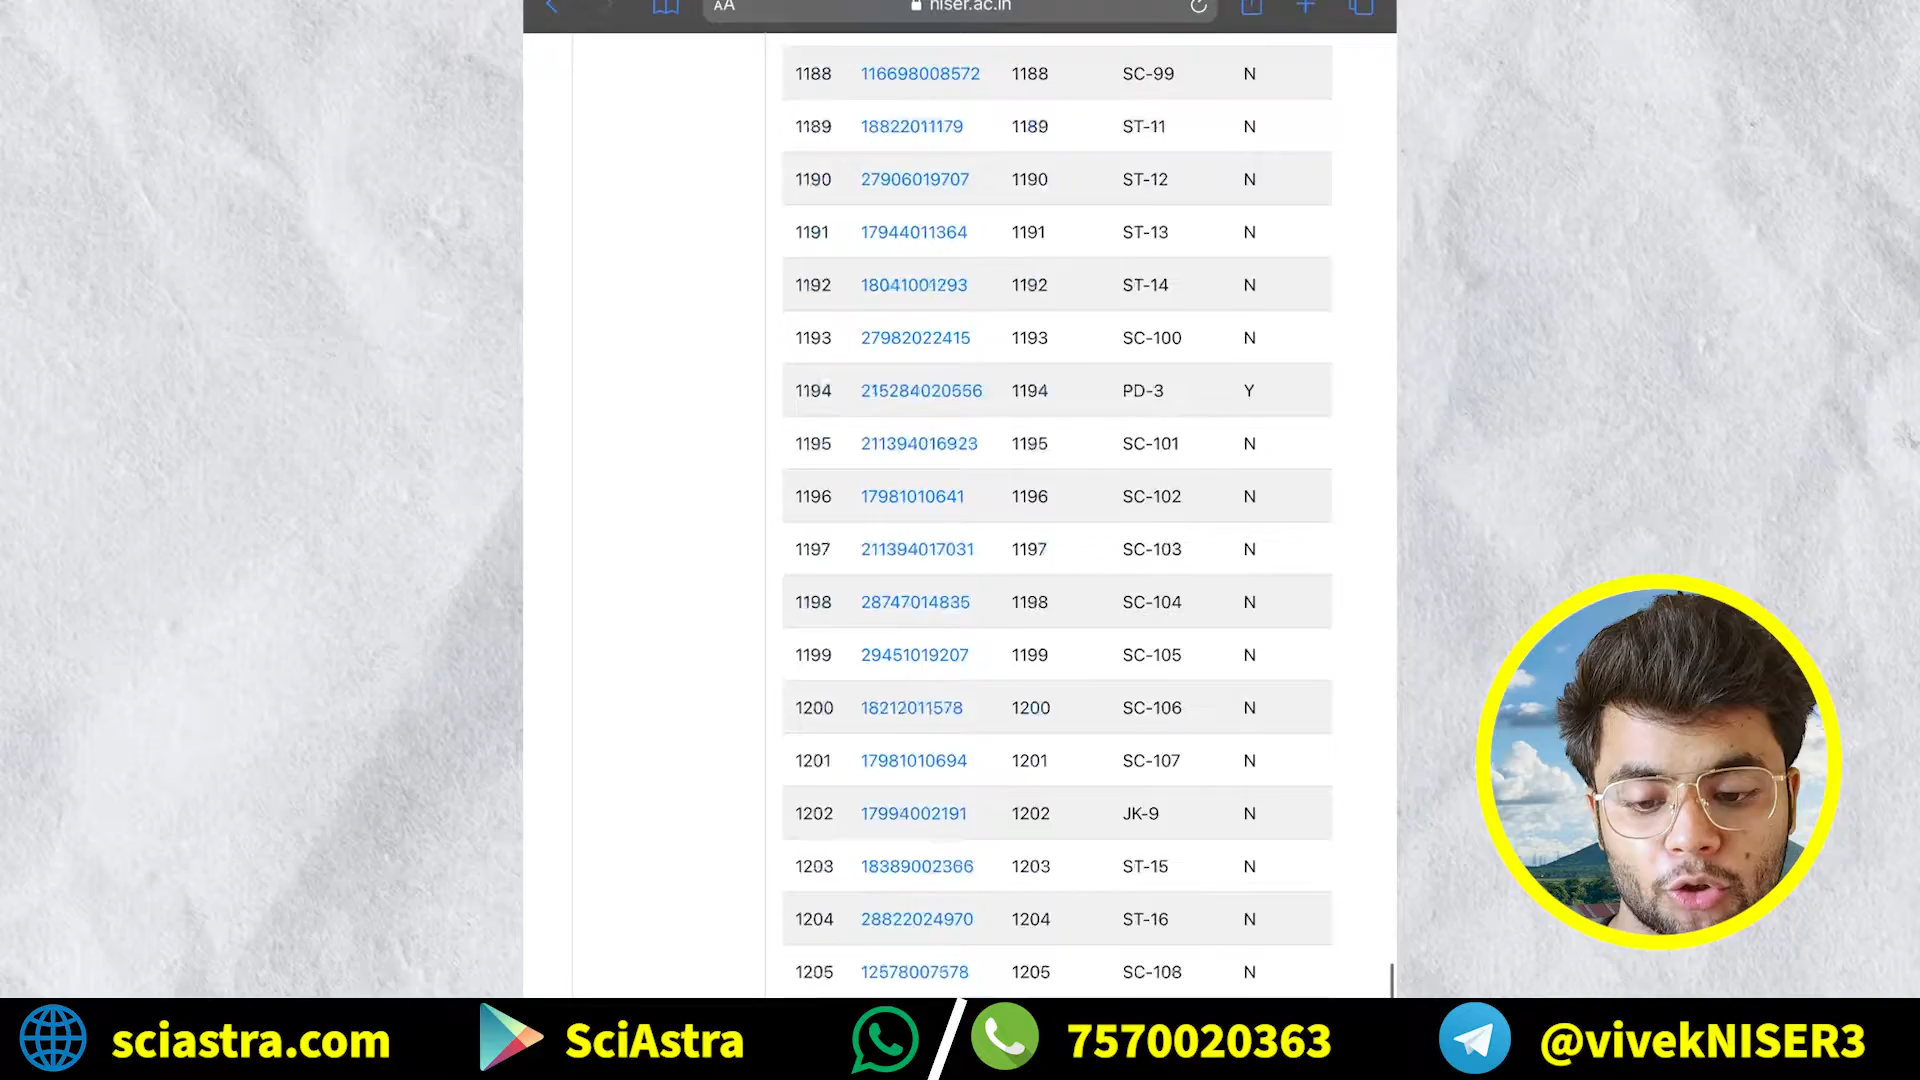 AA niser.ac.in
1188 116698008572 1188 SC-99 N
1189 18822011179 1189 ST-11 N
1190 27906019707 1190 ST-12 N
1191 17944011364 1191 ST-13 N
1192 18041001293 1192 ST-14 N
1193 27982022415 1193 SC-100 N
1194 215284020556 1194 PD-3 Y
1195 211394016923 1195 SC-101 N
1196 17981010641 1196 SC-102 N
1197 211394017031 1197 SC-103 N
1198 28747014835 1198 SC-104 N
1199 29451019207 1199 SC-105 N
1200 18212011578 1200 SC-106 N
1201 17981010694 1201 SC-107 N
1202 17994002191 1202 JK-9 N
1203 18389002366 1203 ST-15 N
1204 28822024970 1204 ST-16 N
1205 12578007578 1205 SC-108 N
sciastra.com SciAstra 7570020363 @vivekNISER3